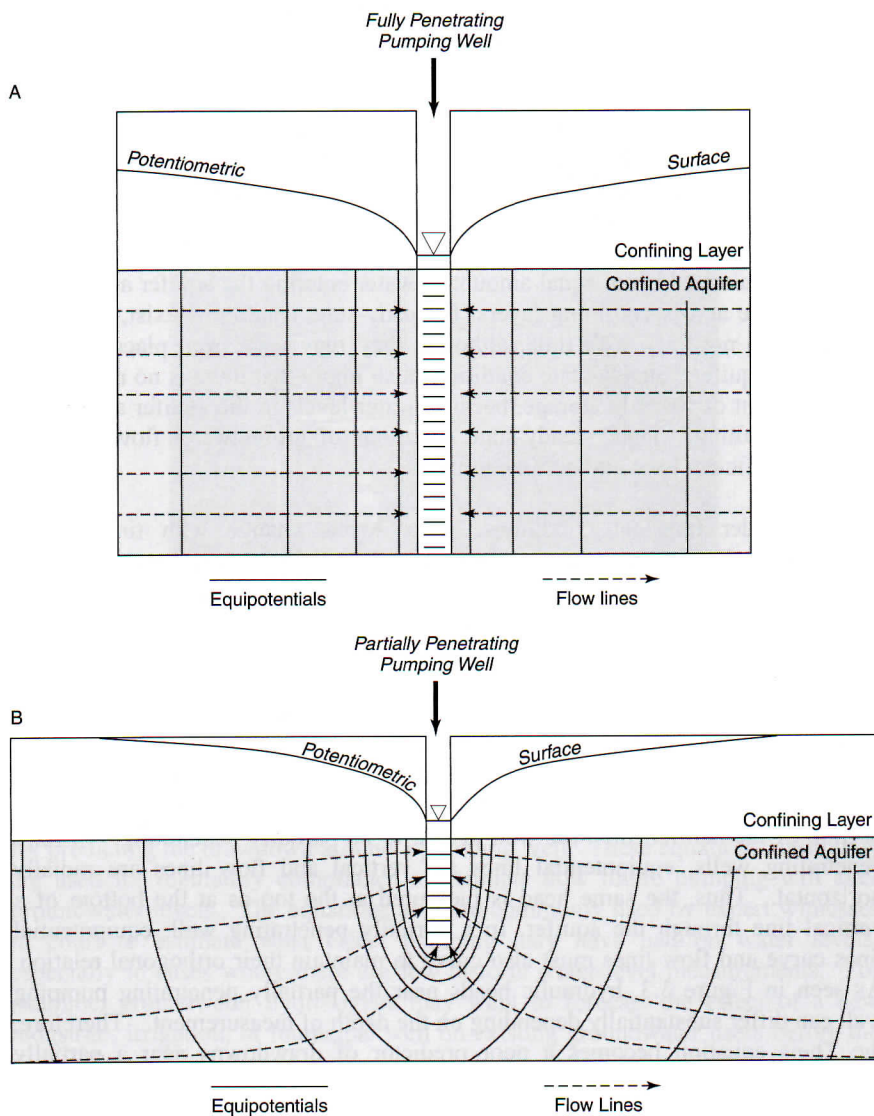 Fully Penetrating
Pumping Well
A
Potentiometric
Surface
Confining Layer
Confined Aquifer
Equipotentials
Flow lines
Partially Penetrating
Pumping Well
B
Potentiometric
Surface
Confining Layer
Confined Aquifer
Equipotentials
Flow Lines